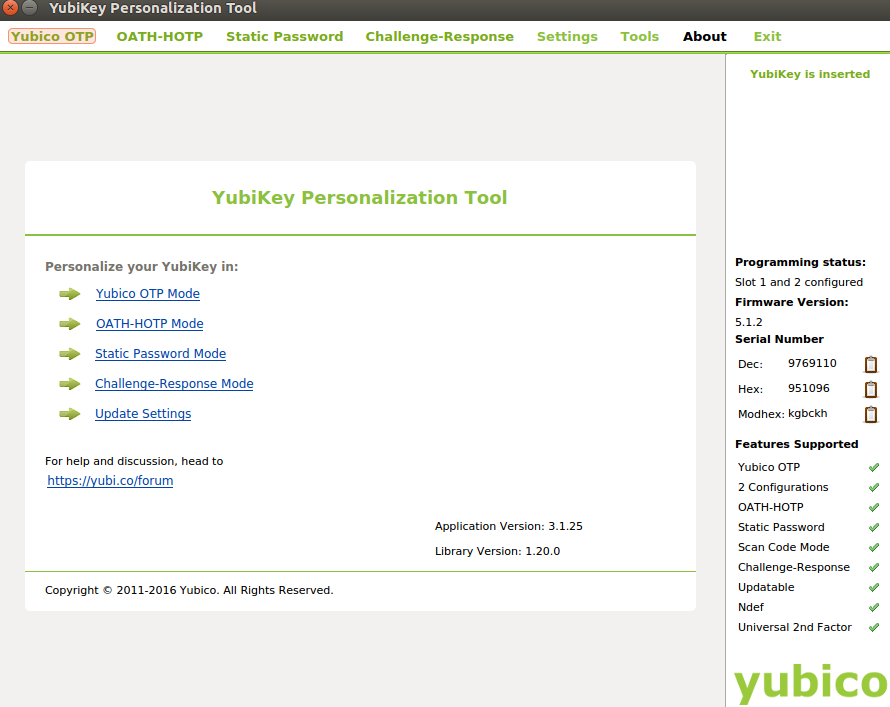 YubiKey Personalization Tool
Yubico OTP OATH-HOTP Static Password Challenge-Response Settings Tools About Exit
YubiKey Personalization Tool
Personalize your YubiKey in:
Yubico OTP Mode
OATH-HOTP Mode
Static Password Mode
Challenge-Response Mode
Update Settings
For help and discussion, head to
https://yubi.co/forum
Application Version: 3.1.25
Library Version: 1.20.0
Copyright © 2011-2016 Yubico. All Rights Reserved.
YubiKey is inserted
Programming status:
Slot 1 and 2 configured
Firmware Version:
5.1.2
Serial Number
Dec: 9769110
Hex: 951096
Modhex: kgbckh
Features Supported
Yubico OTP
2 Configurations
OATH-HOTP
Static Password
Scan Code Mode
Challenge-Response
Updatable
Ndef
Universal 2nd Factor
yubico